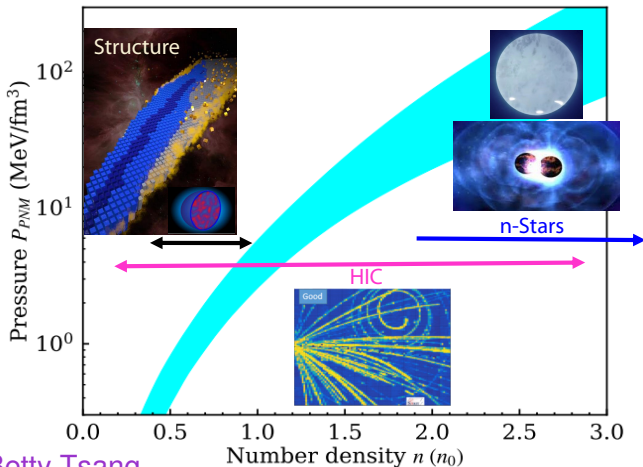 Structure
Pressure P_PNM (MeV/fm³)
10²
10¹
10⁰
n-Stars
HIC
Good
0.0 0.5 1.0 1.5 2.0 2.5 3.0
Number density n (n₀)
Betty Tsang